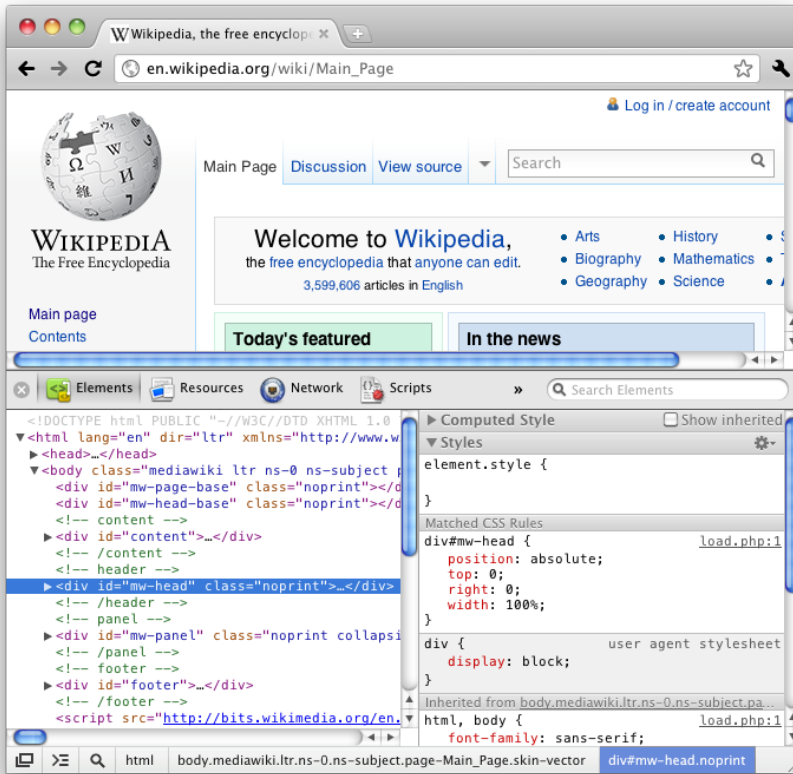 Wikipedia, the free encyclop
en.wikipedia.org/wiki/Main_Page
Log in / create account
Main Page Discussion View source Search
WIKIPEDIA
The Free Encyclopedia
Welcome to Wikipedia,
the free encyclopedia that anyone can edit.
3,599,606 articles in English
Arts
Biography
Geography
History
Mathematics
Science
Main page
Contents
Today's featured
In the news
Elements Resources Network Scripts » Search Elements
<!DOCTYPE html PUBLIC "-//W3C//DTD XHTML 1.0
▼<html lang="en" dir="ltr" xmlns="http://www.w
▶<head>…</head>
▼<body class="mediawiki ltr ns-0 ns-subject p
<div id="mw-page-base" class="noprint"></d
<div id="mw-head-base" class="noprint"></d
<!-- content -->
▶<div id="content">…</div>
<!-- /content -->
<!-- header -->
▶<div id="mw-head" class="noprint">…</div>
<!-- /header -->
<!-- panel -->
▶<div id="mw-panel" class="noprint collapsi
<!-- /panel -->
<!-- footer -->
▶<div id="footer">…</div>
<!-- /footer -->
<script src="http://bits.wikimedia.org/en.
▶ Computed Style Show inherited
▼ Styles
element.style {
}
Matched CSS Rules
div#mw-head { load.php:1
position: absolute;
top: 0;
right: 0;
width: 100%;
}
div { user agent stylesheet
display: block;
}
Inherited from body.mediawiki.ltr.ns-0.ns-subject.pa...
html, body { load.php:1
font-family: sans-serif;
html body.mediawiki.ltr.ns-0.ns-subject.page-Main_Page.skin-vector div#mw-head.noprint